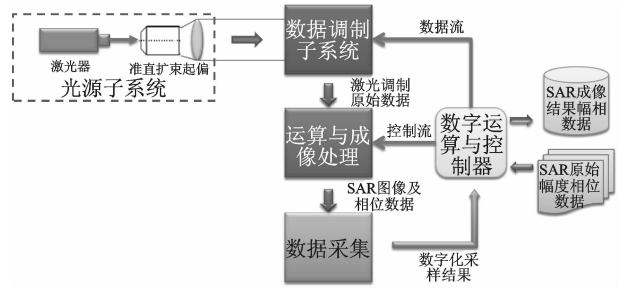 激光器
准直扩束起偏
光源子系统
数据调制
子系统
数据流
激光调制
原始数据
运算与成
像处理
控制流
数字运
算与控
制器
SAR成像
结果幅相
数据
SAR原始
幅度相位
数据
SAR图像及
相位数据
数据采集
数字化采
样结果